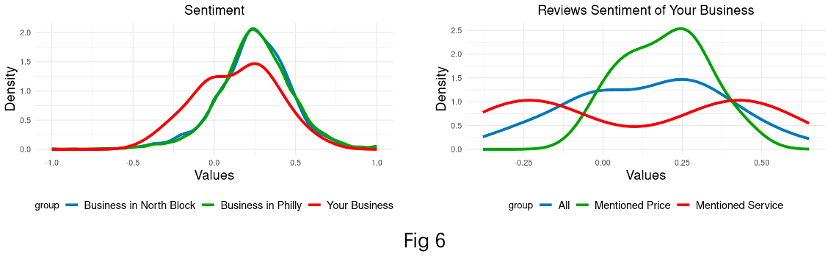 Sentiment
Density
2.0
1.5
1.0
0.5
0.0
-1.0 -0.5 0.0 0.5 1.0
Values
group Business in North Block Business in Philly Your Business
Reviews Sentiment of Your Business
Density
2.5
2.0
1.5
1.0
0.5
0.0
-0.25 0.00 0.25 0.50
Values
group All Mentioned Price Mentioned Service
Fig 6